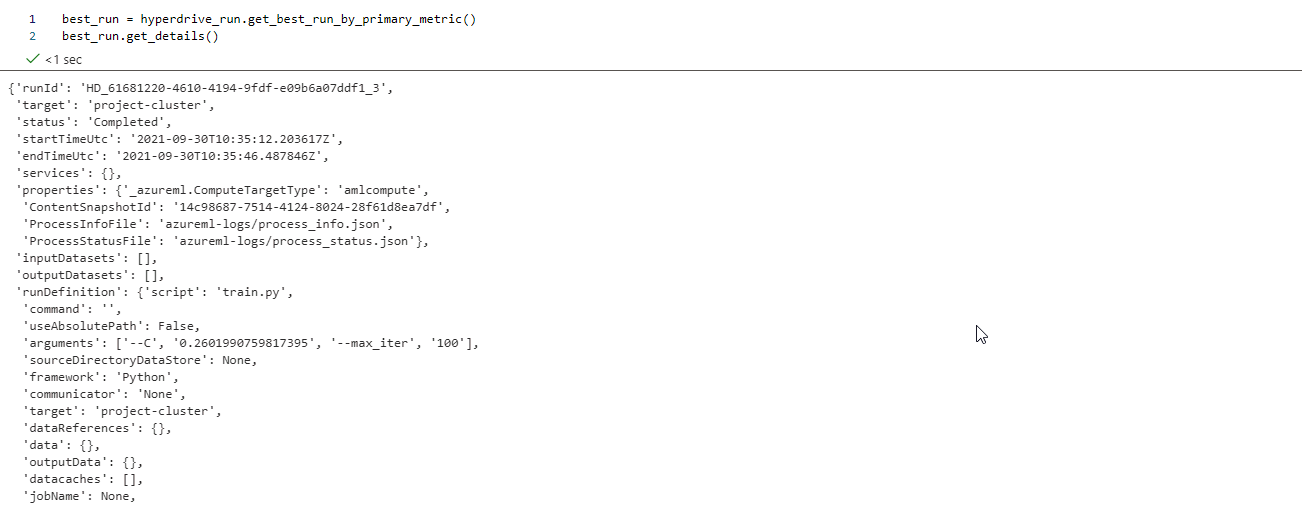 1 best_run = hyperdrive_run.get_best_run_by_primary_metric()
2 best_run.get_details()
<1 sec
{'runId': 'HD_61681220-4610-4194-9fdf-e09b6a07ddf1_3',
'target': 'project-cluster',
'status': 'Completed',
'startTimeUtc': '2021-09-30T10:35:12.203617Z',
'endTimeUtc': '2021-09-30T10:35:46.487846Z',
'services': {},
'properties': {'_azureml.ComputeTargetType': 'amlcompute',
'ContentSnapshotId': '14c98687-7514-4124-8024-28f61d8ea7df',
'ProcessInfoFile': 'azureml-logs/process_info.json',
'ProcessStatusFile': 'azureml-logs/process_status.json'},
'inputDatasets': [],
'outputDatasets': [],
'runDefinition': {'script': 'train.py',
'command': '',
'useAbsolutePath': False,
'arguments': ['--C', '0.2601990759817395', '--max_iter', '100'],
'sourceDirectoryDataStore': None,
'framework': 'Python',
'communicator': 'None',
'target': 'project-cluster',
'dataReferences': {},
'data': {},
'outputData': {},
'datacaches': [],
'jobName': None,